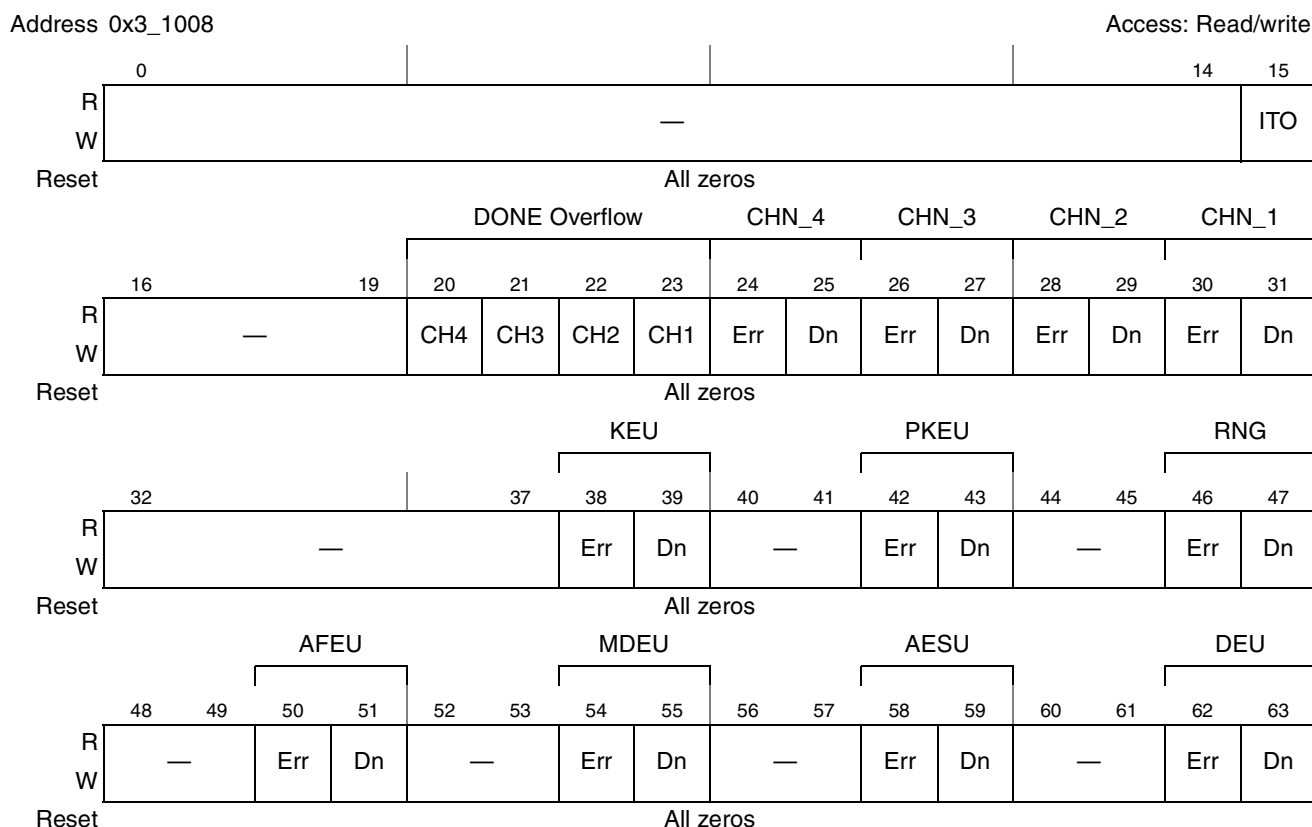 Address 0x3_1008 Access: Read/write
0 14 15
R
— ITO
W
Reset All zeros
DONE Overflow CHN_4 CHN_3 CHN_2 CHN_1
16 19 20 21 22 23 24 25 26 27 28 29 30 31
R
— CH4 CH3 CH2 CH1 Err Dn Err Dn Err Dn Err Dn
W
Reset All zeros
KEU PKEU RNG
32 37 38 39 40 41 42 43 44 45 46 47
R
— Err Dn — Err Dn — Err Dn
W
Reset All zeros
AFEU MDEU AESU DEU
48 49 50 51 52 53 54 55 56 57 58 59 60 61 62 63
R
— Err Dn — Err Dn — Err Dn — Err Dn
W
Reset All zeros